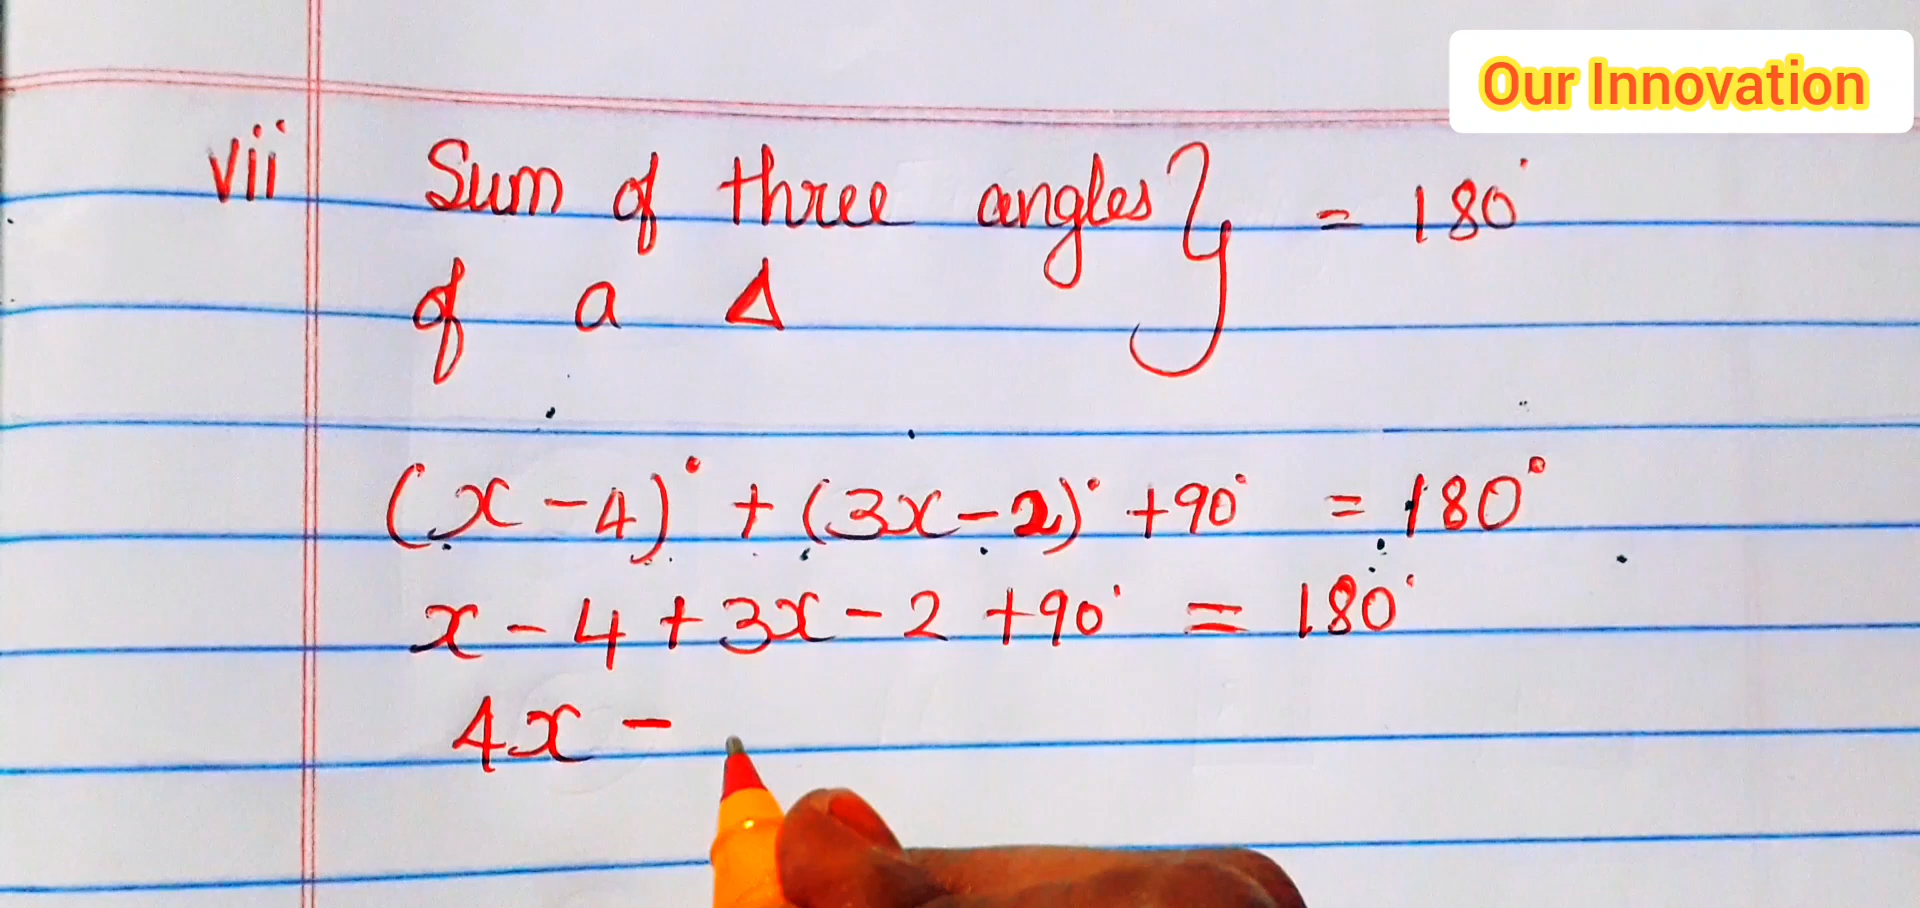 Our Innovation
vii Sum of three angles } = 180°
of a Δ
(x - 4)° + (3x - 2)° + 90° = 180°
x - 4 + 3x - 2 + 90° = 180°
4x -